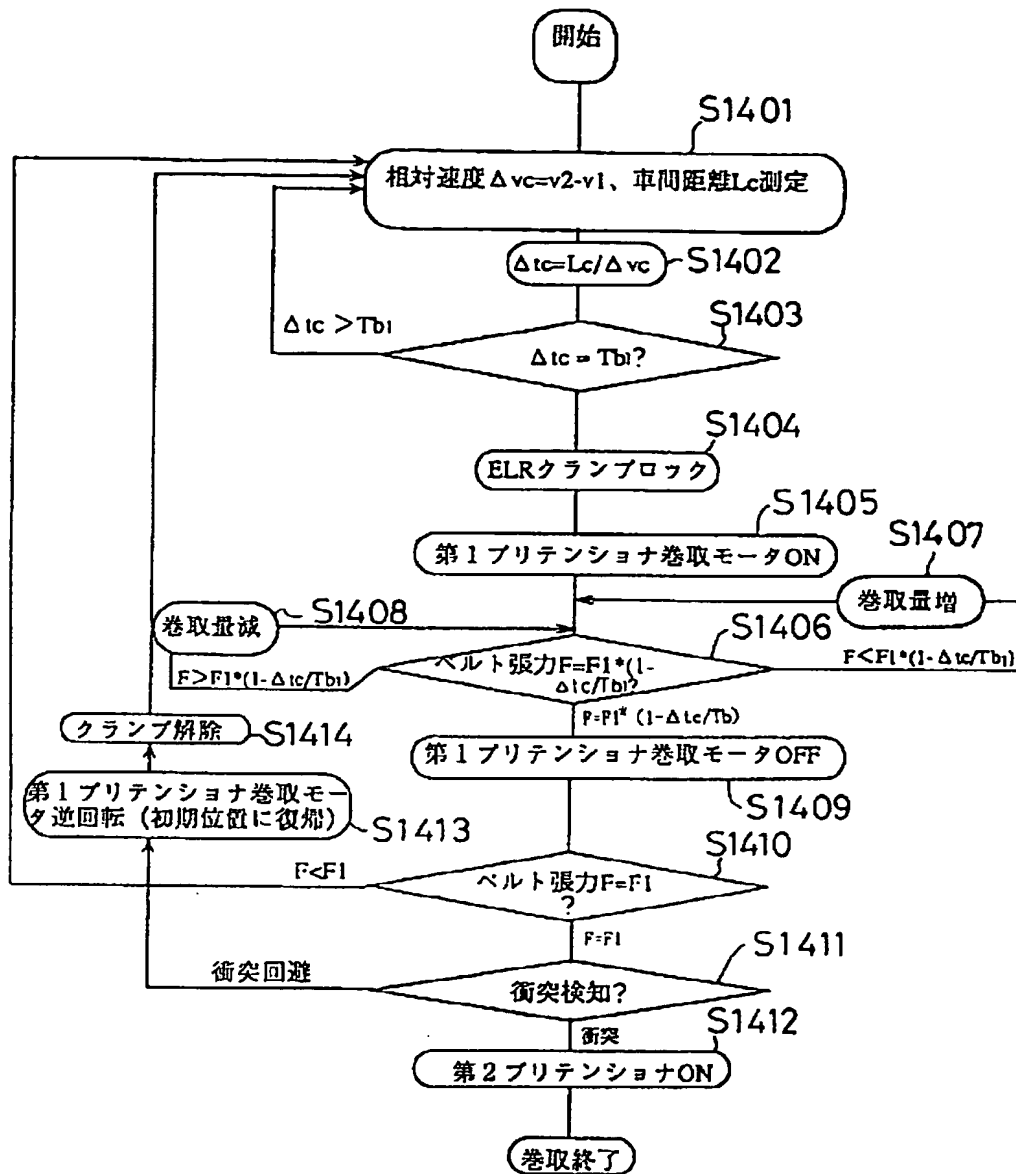 開始
S1401
相対速度Δvc=v2-v1、車間距離Lc測定
Δtc=Lc/Δvc
S1402
Δtc＞Tb1
S1403
Δtc = Tb1?
S1404
ELRクランプロック
S1405
第1プリテンショナ巻取モータON
S1407
巻取量増
巻取量減
S1408
S1406
ベルト張力F=F1*(1-
Δtc/Tb1?
F>F1*(1-Δtc/Tb1)
F<F1*(1-Δtc/Tb1)
F=F1* (1-Δtc/Tb)
クランプ解除
S1414
第1プリテンショナ巻取モータOFF
S1409
第1プリテンショナ巻取モー
タ逆回転（初期位置に復帰）
S1413
S1410
F<F1
ベルト張力F=F1
?
F=F1
S1411
衝突回避
衝突検知?
衝突
S1412
第2プリテンショナON
巻取終了